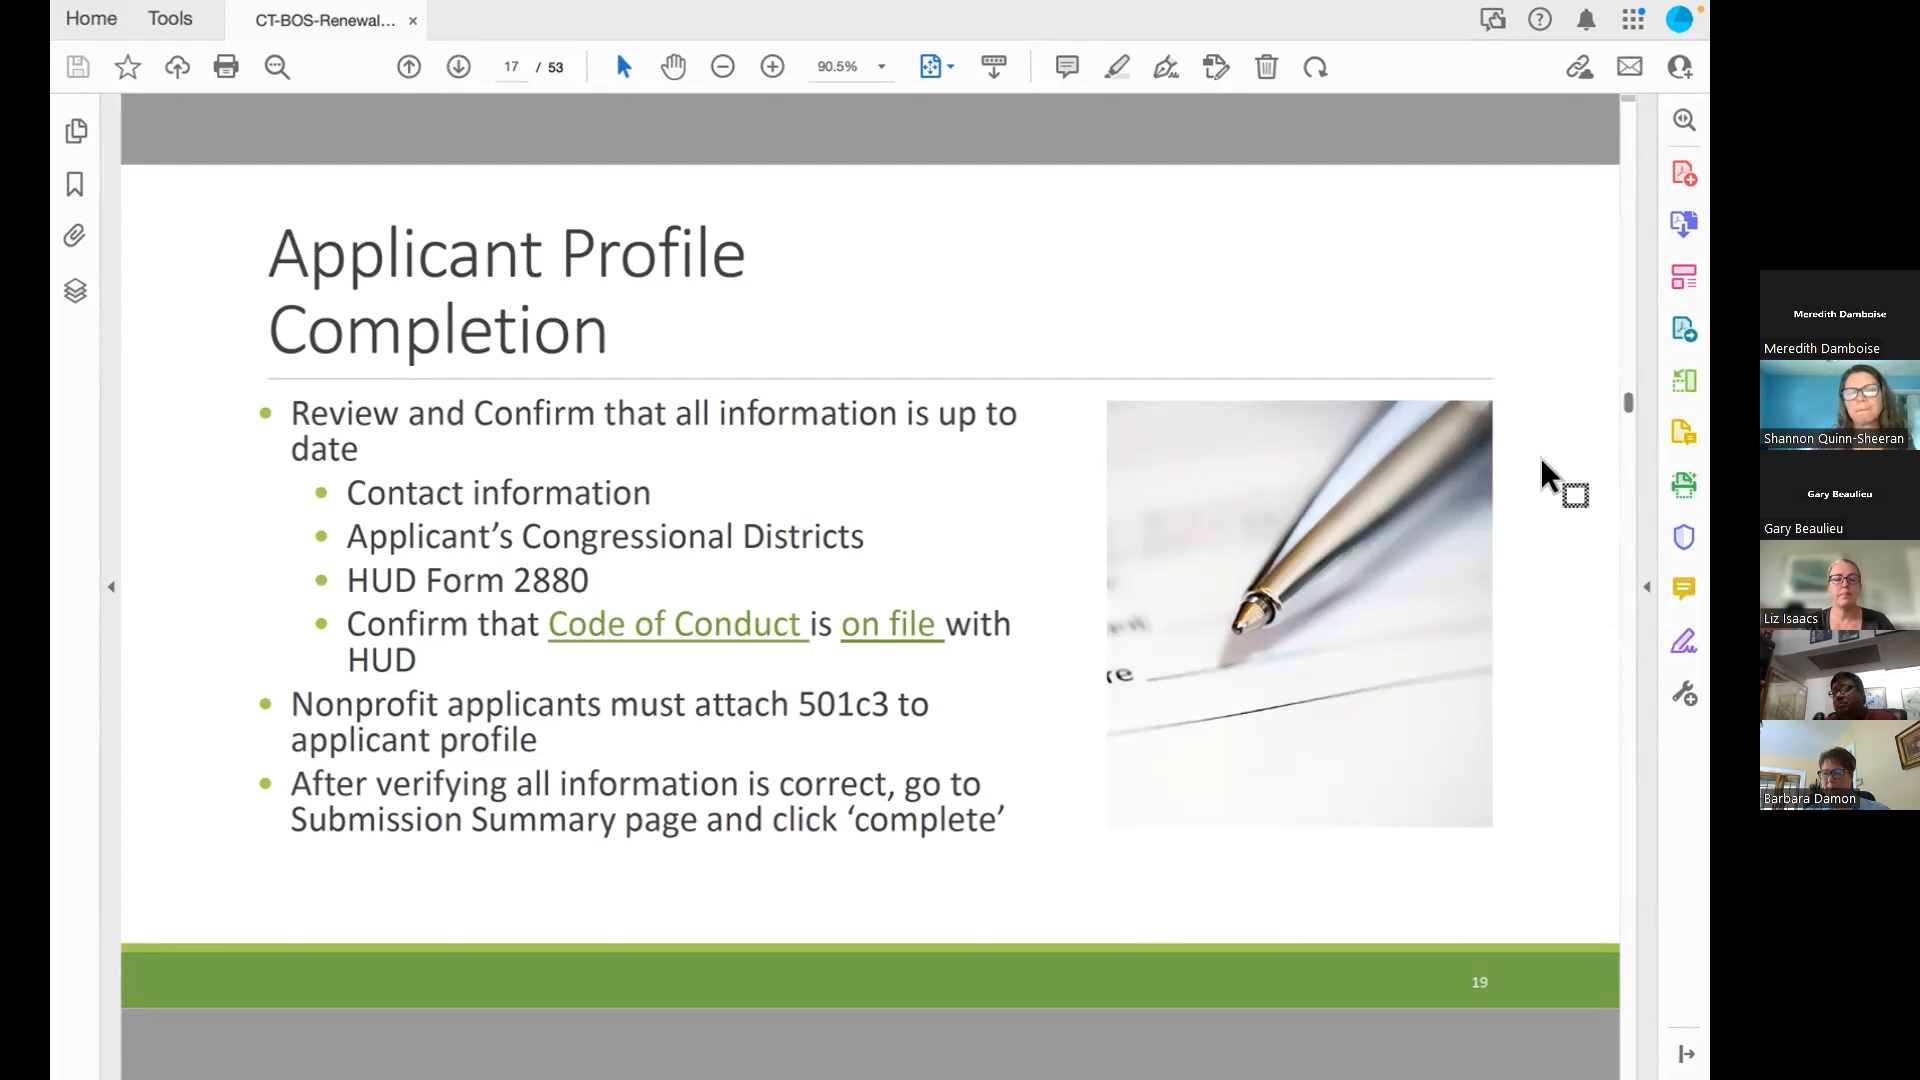 Home
Tools
CT-BOS-Renewal...
17 / 53
90.5%
Applicant Profile
Completion
Review and Confirm that all information is up to
date
Contact information
Applicant’s Congressional Districts
HUD Form 2880
Confirm that Code of Conduct is on file with
HUD
Nonprofit applicants must attach 501c3 to
applicant profile
After verifying all information is correct, go to
Submission Summary page and click ‘complete’
19
Meredith Damboise
Meredith Damboise
Shannon Quinn-Sheeran
Gary Beaulieu
Gary Beaulieu
Liz Isaacs
Barbara Damon